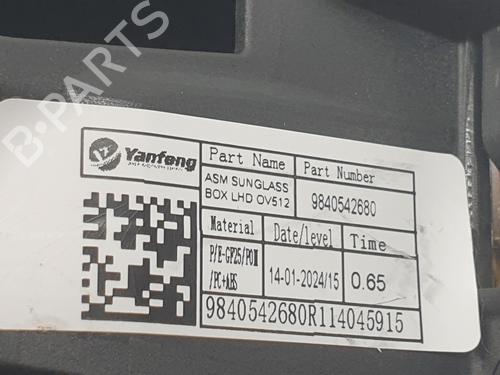 B·PARTS
Yanfeng
Part Name
Part Number
ASM SUNGLASS
BOX LHD OV512
9840542680
Material
Date/level
Time
P/E-GF25/POM
/PC+ABS
14-01-2024/15
0.65
9840542680R114045915